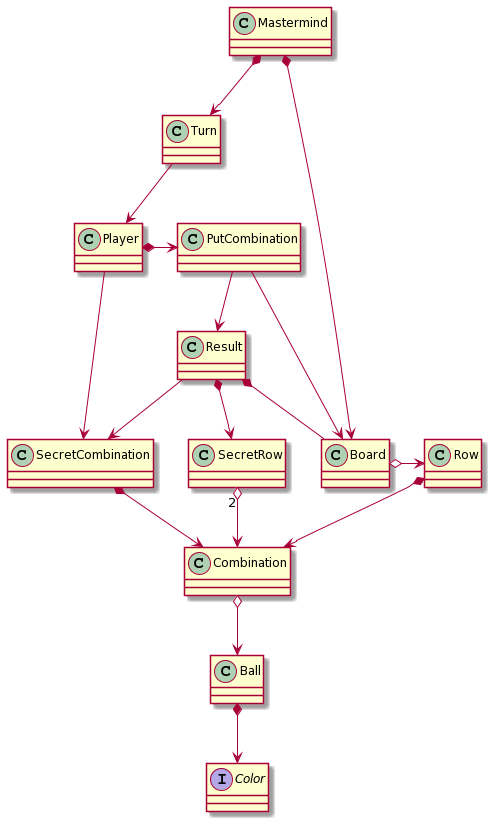 C Mastermind
C Turn
C Player
C PutCombination
C Result
C SecretCombination
C SecretRow
C Board
C Row
2
C Combination
C Ball
I Color